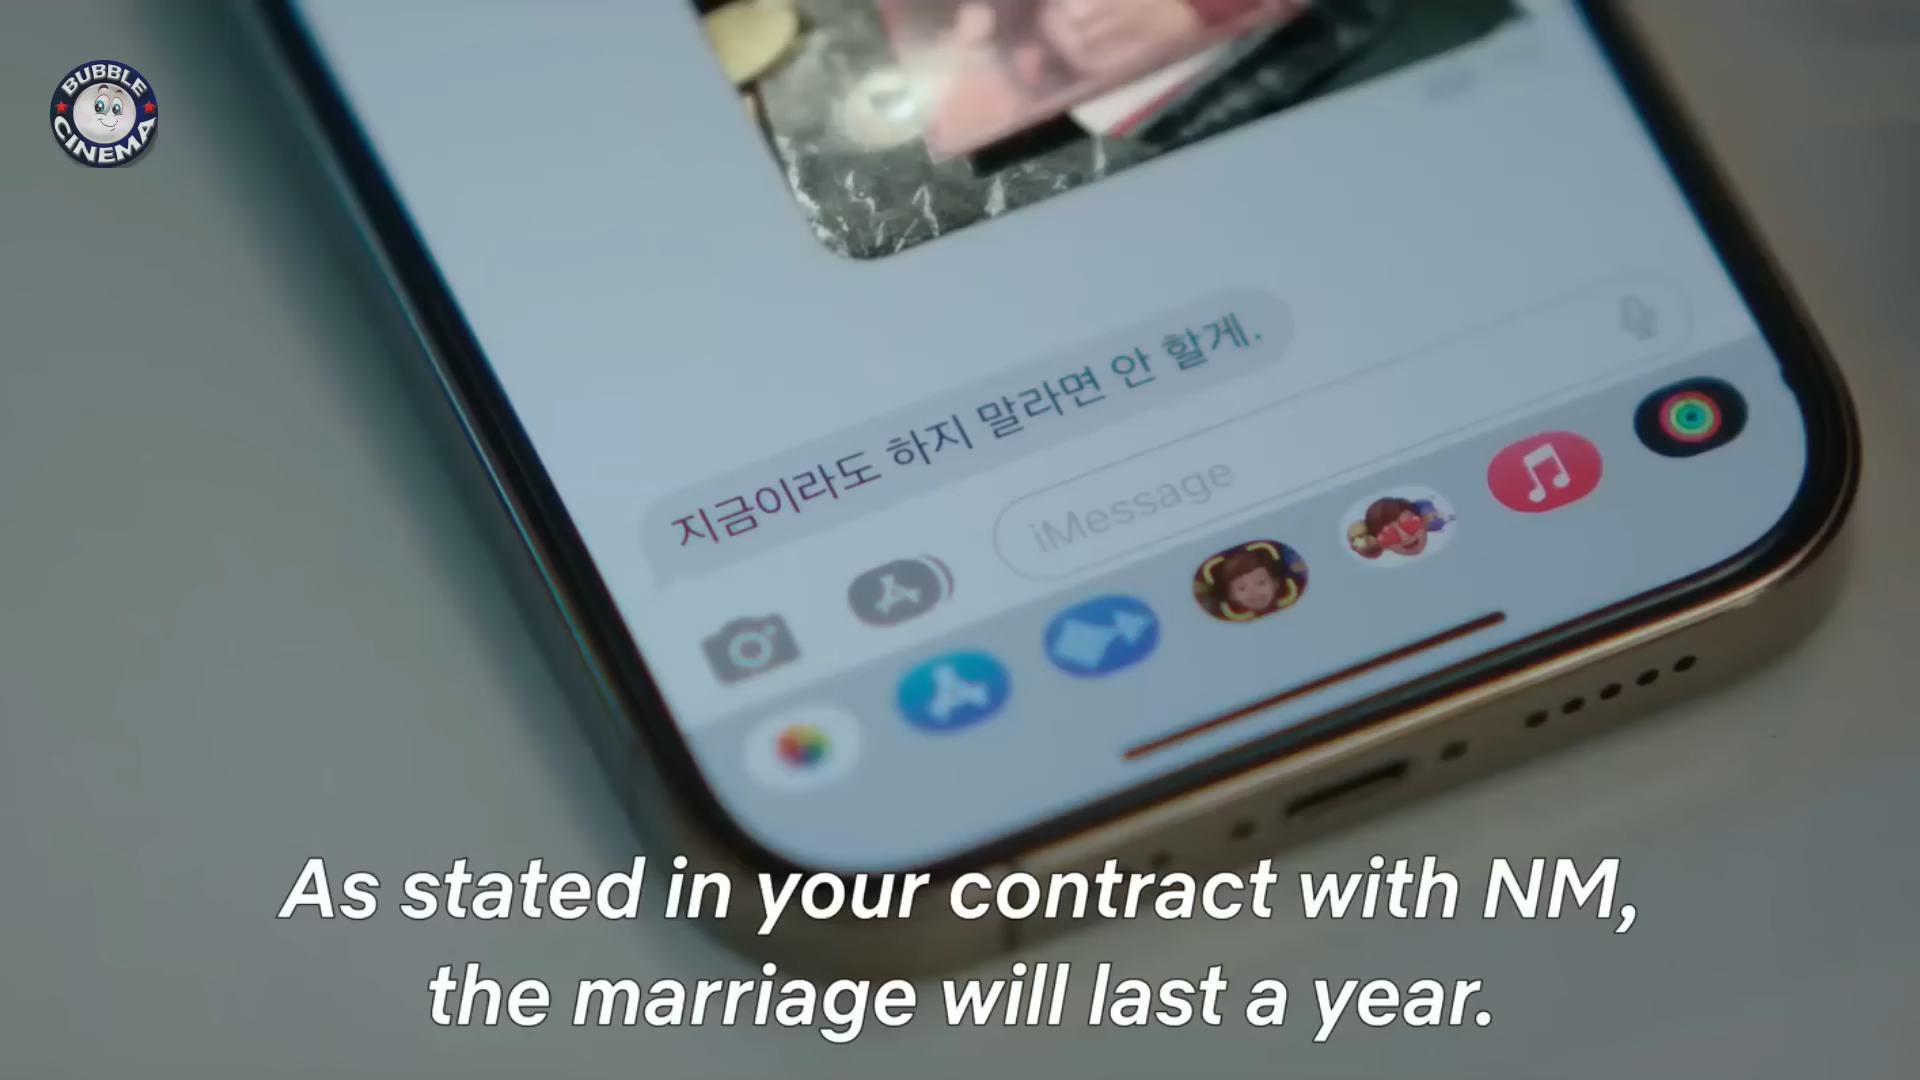 BUBBLE
CINEMA
지금이라도 하지 말라면 안 할게.
iMessage
As stated in your contract with NM,
the marriage will last a year.